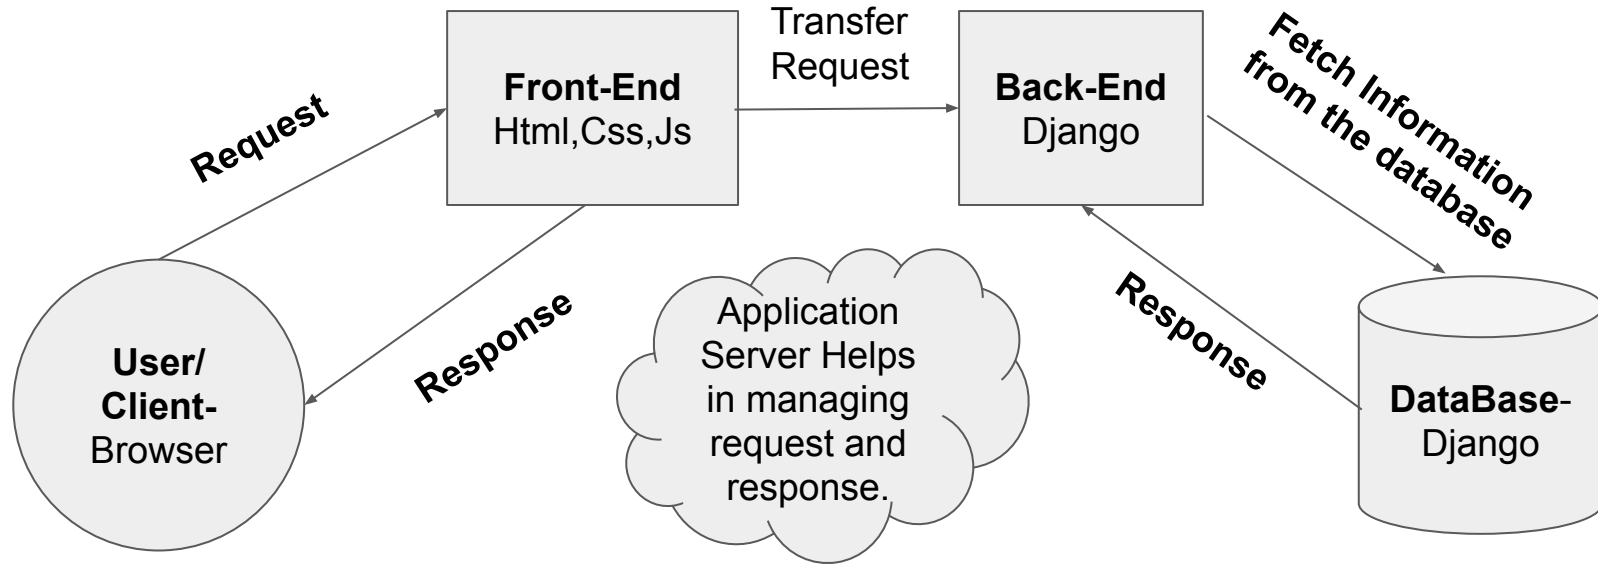 Request
Front-End
Html,Css,Js
Transfer
Request
Back-End
Django
Fetch Information
from the database
User/
Client-
Browser
Response
Application
Server Helps
in managing
request and
response.
Response
DataBase-
Django